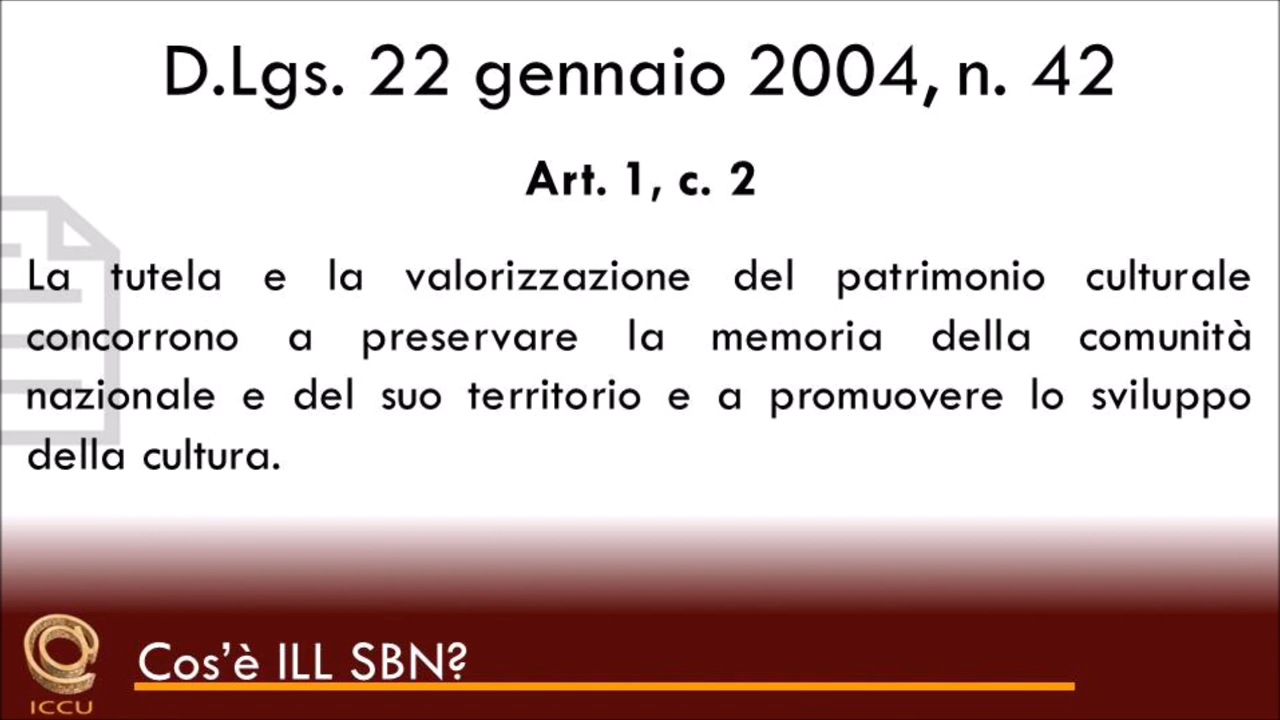 D.Lgs. 22 gennaio 2004, n. 42
Art. 1, c. 2
La tutela e la valorizzazione del patrimonio culturale
concorrono a preservare la memoria della comunità
nazionale e del suo territorio e a promuovere lo sviluppo
della cultura.
Cos'è ILL SBN?
ICCU